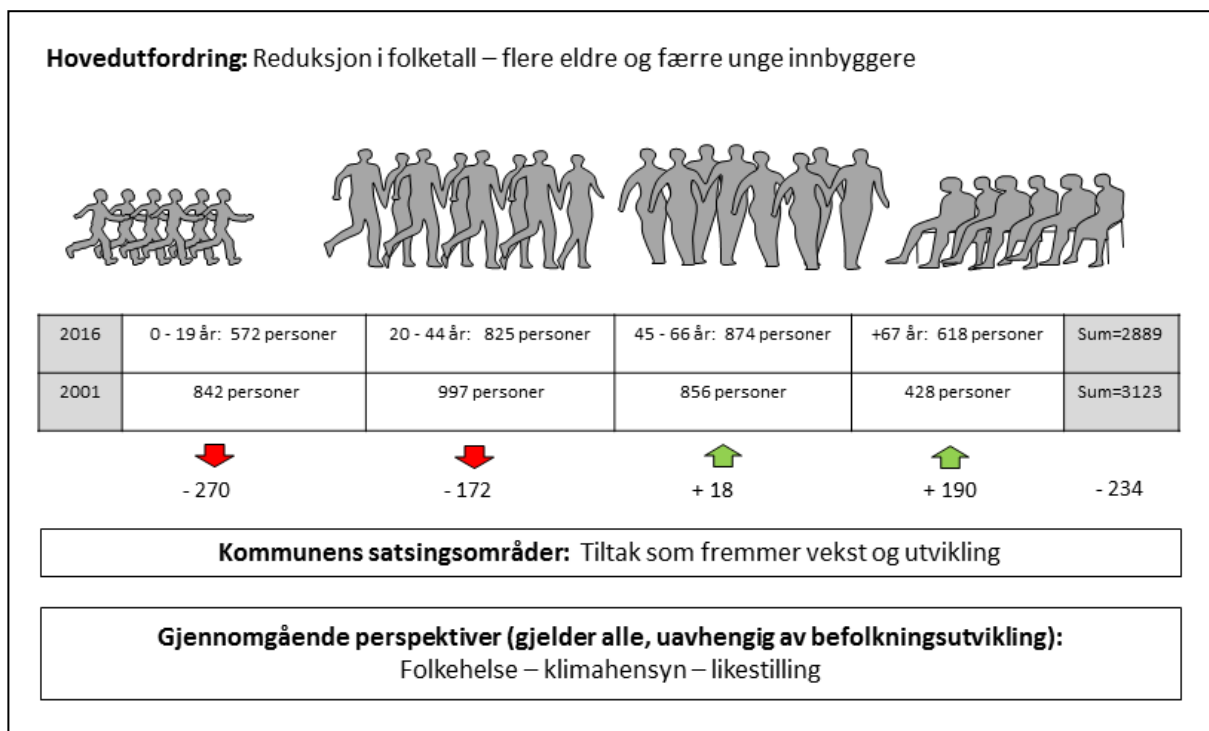 Hovedutfordring: Reduksjon i folketall – flere eldre og færre unge innbyggere
2016 0 - 19 år: 572 personer 20 - 44 år: 825 personer 45 - 66 år: 874 personer +67 år: 618 personer Sum=2889
2001 842 personer 997 personer 856 personer 428 personer Sum=3123
- 270 - 172 + 18 + 190 - 234
Kommunens satsingsområder: Tiltak som fremmer vekst og utvikling
Gjennomgående perspektiver (gjelder alle, uavhengig av befolkningsutvikling):
Folkehelse – klimahensyn – likestilling